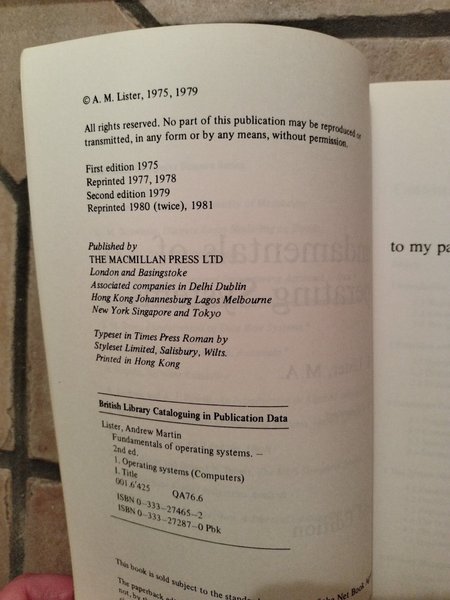 © A. M. Lister, 1975, 1979
All rights reserved. No part of this publication may be reproduced or
transmitted, in any form or by any means, without permission.
First edition 1975
Reprinted 1977, 1978
Second edition 1979
Reprinted 1980 (twice), 1981
Published by
THE MACMILLAN PRESS LTD
London and Basingstoke
Associated companies in Delhi Dublin
Hong Kong Johannesburg Lagos Melbourne
New York Singapore and Tokyo
Typeset in Times Press Roman by
Styleset Limited, Salisbury, Wilts.
Printed in Hong Kong
British Library Cataloguing in Publication Data
Lister, Andrew Martin
Fundamentals of operating systems. –
2nd ed.
1. Operating systems (Computers)
I. Title
001.6'425 QA76.6
ISBN 0–333–27465–2
ISBN 0–333–27287–0 Pbk
This book is sold subject to the standard Net Book
The paperback
not, by
to my pa